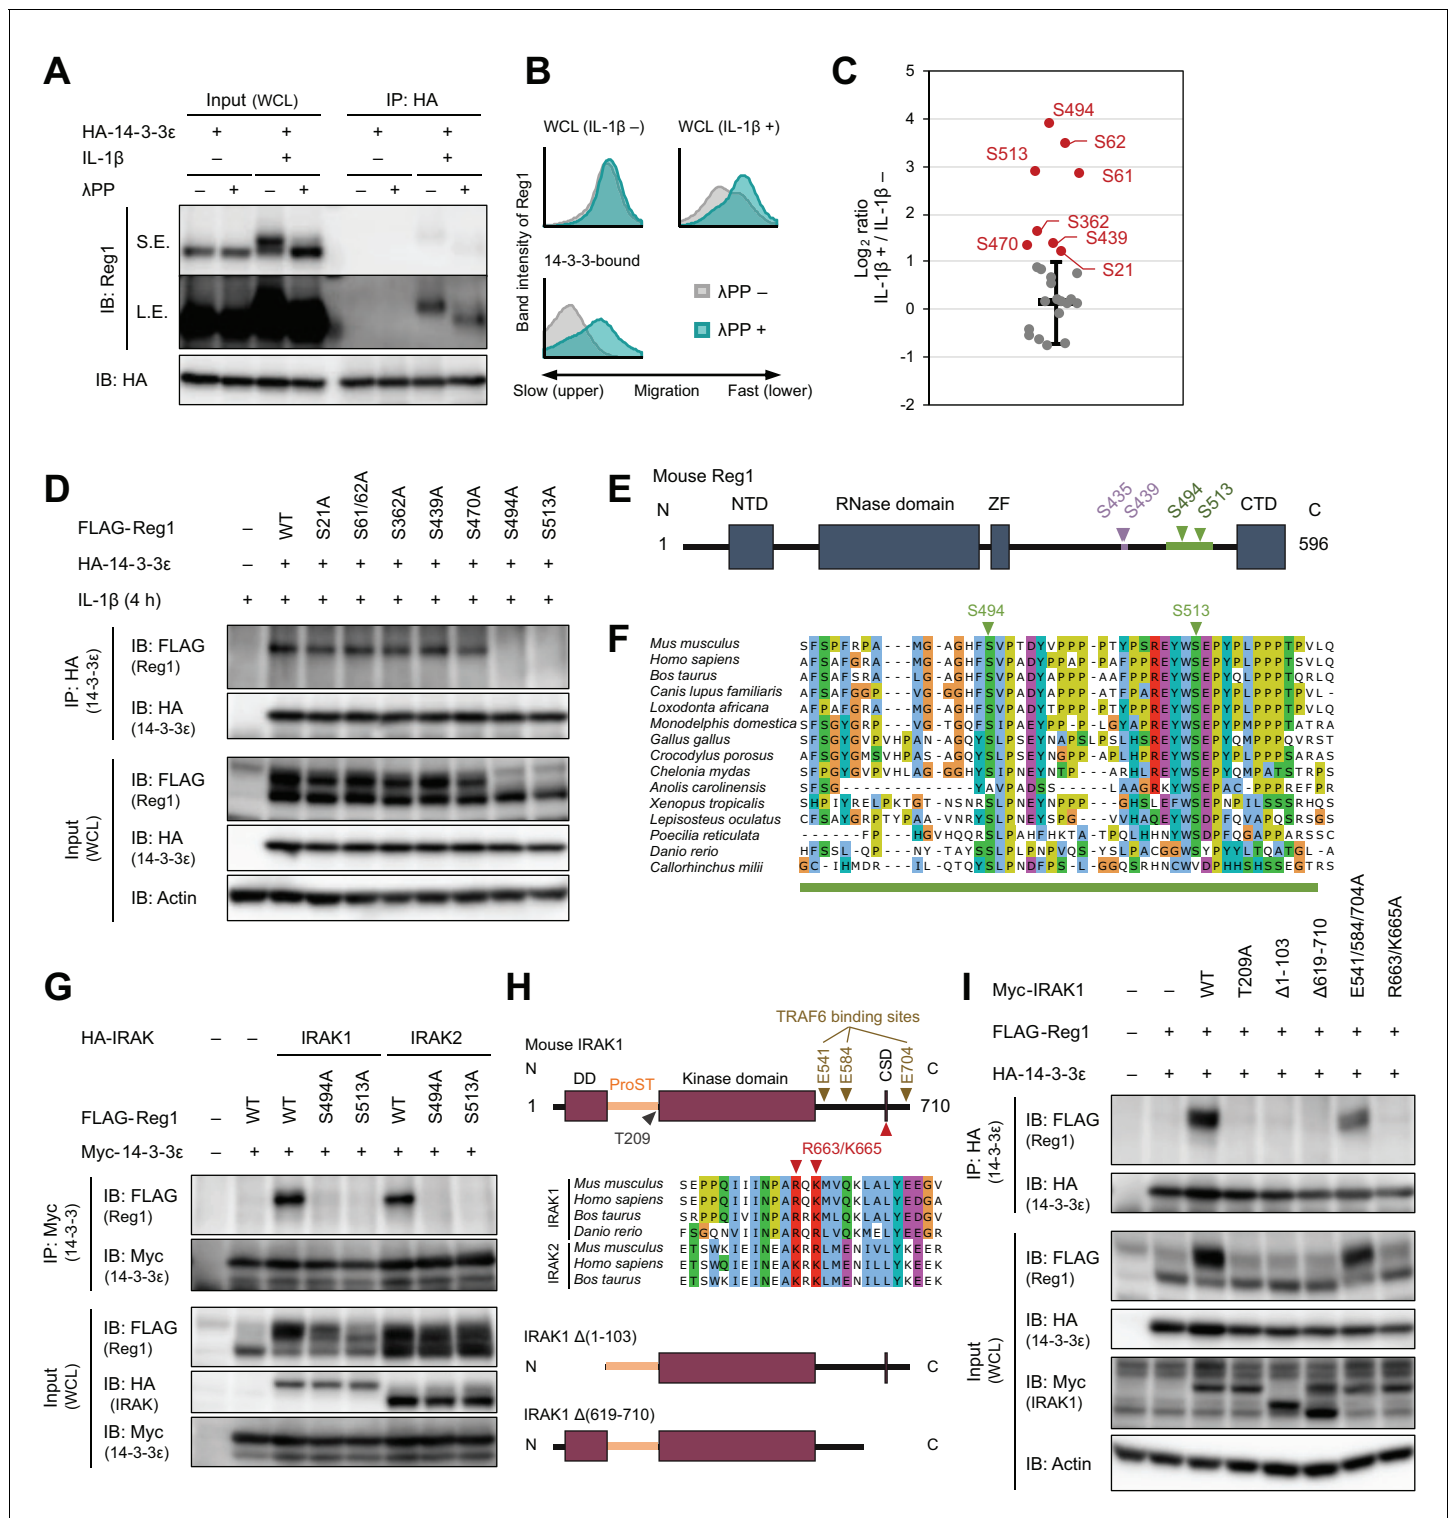 A
Input (WCL)
IP: HA
HA-14-3-3ε + + + +
IL-1β – + – +
λPP – + – + – + – +
IB: Reg1
S.E.
L.E.
IB: HA
B
WCL (IL-1β –)
WCL (IL-1β +)
Band intensity of Reg1
14-3-3-bound
λPP –
λPP +
Slow (upper)
Migration
Fast (lower)
C
Log2 ratio
IL-1β + / IL-1β –
5
4
3
2
1
0
-1
-2
S494
S62
S513
S61
S362
S439
S470
S21
D
FLAG-Reg1 – WT S21A S61/62A S362A S439A S470A S494A S513A
HA-14-3-3ε – + + + + + + + +
IL-1β (4 h) + + + + + + + + +
IP: HA
(14-3-3ε)
IB: FLAG
(Reg1)
IB: HA
(14-3-3ε)
Input
(WCL)
IB: FLAG
(Reg1)
IB: HA
(14-3-3ε)
IB: Actin
E
Mouse Reg1
N
1
NTD
RNase domain
ZF
S435
S439
S494
S513
CTD
C
596
F
S494
S513
Mus musculus
Homo sapiens
Bos taurus
Canis lupus familiaris
Loxodonta africana
Monodelphis domestica
Gallus gallus
Crocodylus porosus
Chelonia mydas
Anolis carolinensis
Xenopus tropicalis
Lepisosteus oculatus
Poecilia reticulata
Danio rerio
Callorhinchus milii
G
HA-IRAK – – IRAK1 IRAK2
FLAG-Reg1 – WT WT S494A S513A WT S494A S513A
Myc-14-3-3ε – + + + + + + +
IP: Myc
(14-3-3)
IB: FLAG
(Reg1)
IB: Myc
(14-3-3ε)
Input
(WCL)
IB: FLAG
(Reg1)
IB: HA
(IRAK)
IB: Myc
(14-3-3ε)
H
TRAF6 binding sites
Mouse IRAK1
N
1
DD
ProST
T209
Kinase domain
E541
E584
CSD
E704
C
710
R663/K665
IRAK1
Mus musculus SEPPQIIINPARQKMVQKLALYEEGV
Homo sapiens SEPQIIINPARQKMVQKLALYEDGA
Bos taurus SRPPQIVINPARRKMLQKLALYEDGV
Danio rerio FSGQNVIINPARQRLVQKMELYEEGV
IRAK2
Mus musculus ETSWKIEINEAKRRLMENIVLYKEER
Homo sapiens ETSWQIEINEAKRKLMENILLYKEEK
Bos taurus ETSWKIEINEAKRKLMENILLYKEEK
IRAK1 Δ(1-103)
N
C
IRAK1 Δ(619-710)
N
C
I
Myc-IRAK1 – – WT T209A Δ1-103 Δ619-710 E541/584/704A R663/K665A
FLAG-Reg1 – + + + + + + +
HA-14-3-3ε – + + + + + + +
IP: HA
(14-3-3ε)
IB: FLAG
(Reg1)
IB: HA
(14-3-3ε)
Input
(WCL)
IB: FLAG
(Reg1)
IB: HA
(14-3-3ε)
IB: Myc
(IRAK1)
IB: Actin